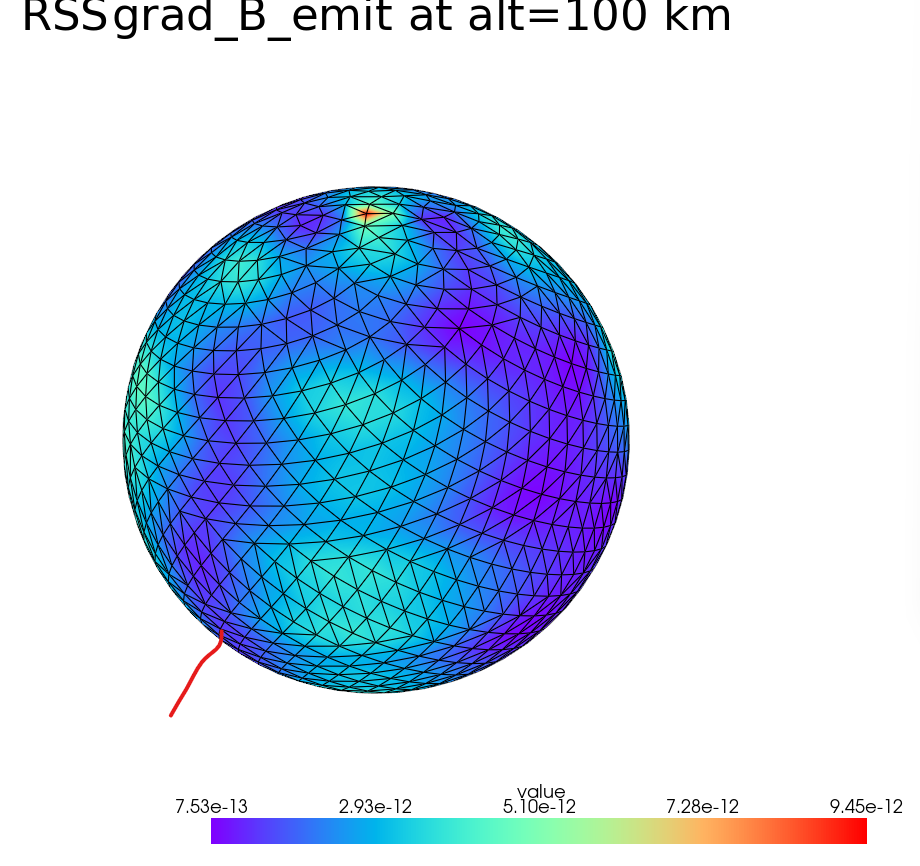 RSSgrad_B_emit at alt=100 km
value
7.53e-13 2.93e-12 5.10e-12 7.28e-12 9.45e-12